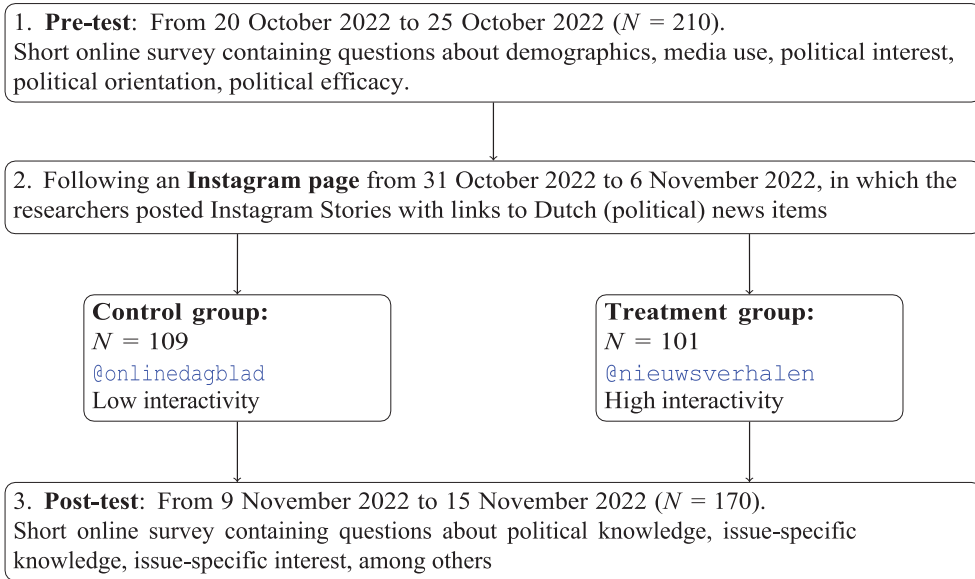 1. Pre-test: From 20 October 2022 to 25 October 2022 (N = 210).
Short online survey containing questions about demographics, media use, political interest,
political orientation, political efficacy.
2. Following an Instagram page from 31 October 2022 to 6 November 2022, in which the
researchers posted Instagram Stories with links to Dutch (political) news items
Control group:
N = 109
@onlinedagblad
Low interactivity
Treatment group:
N = 101
@nieuwsverhalen
High interactivity
3. Post-test: From 9 November 2022 to 15 November 2022 (N = 170).
Short online survey containing questions about political knowledge, issue-specific
knowledge, issue-specific interest, among others